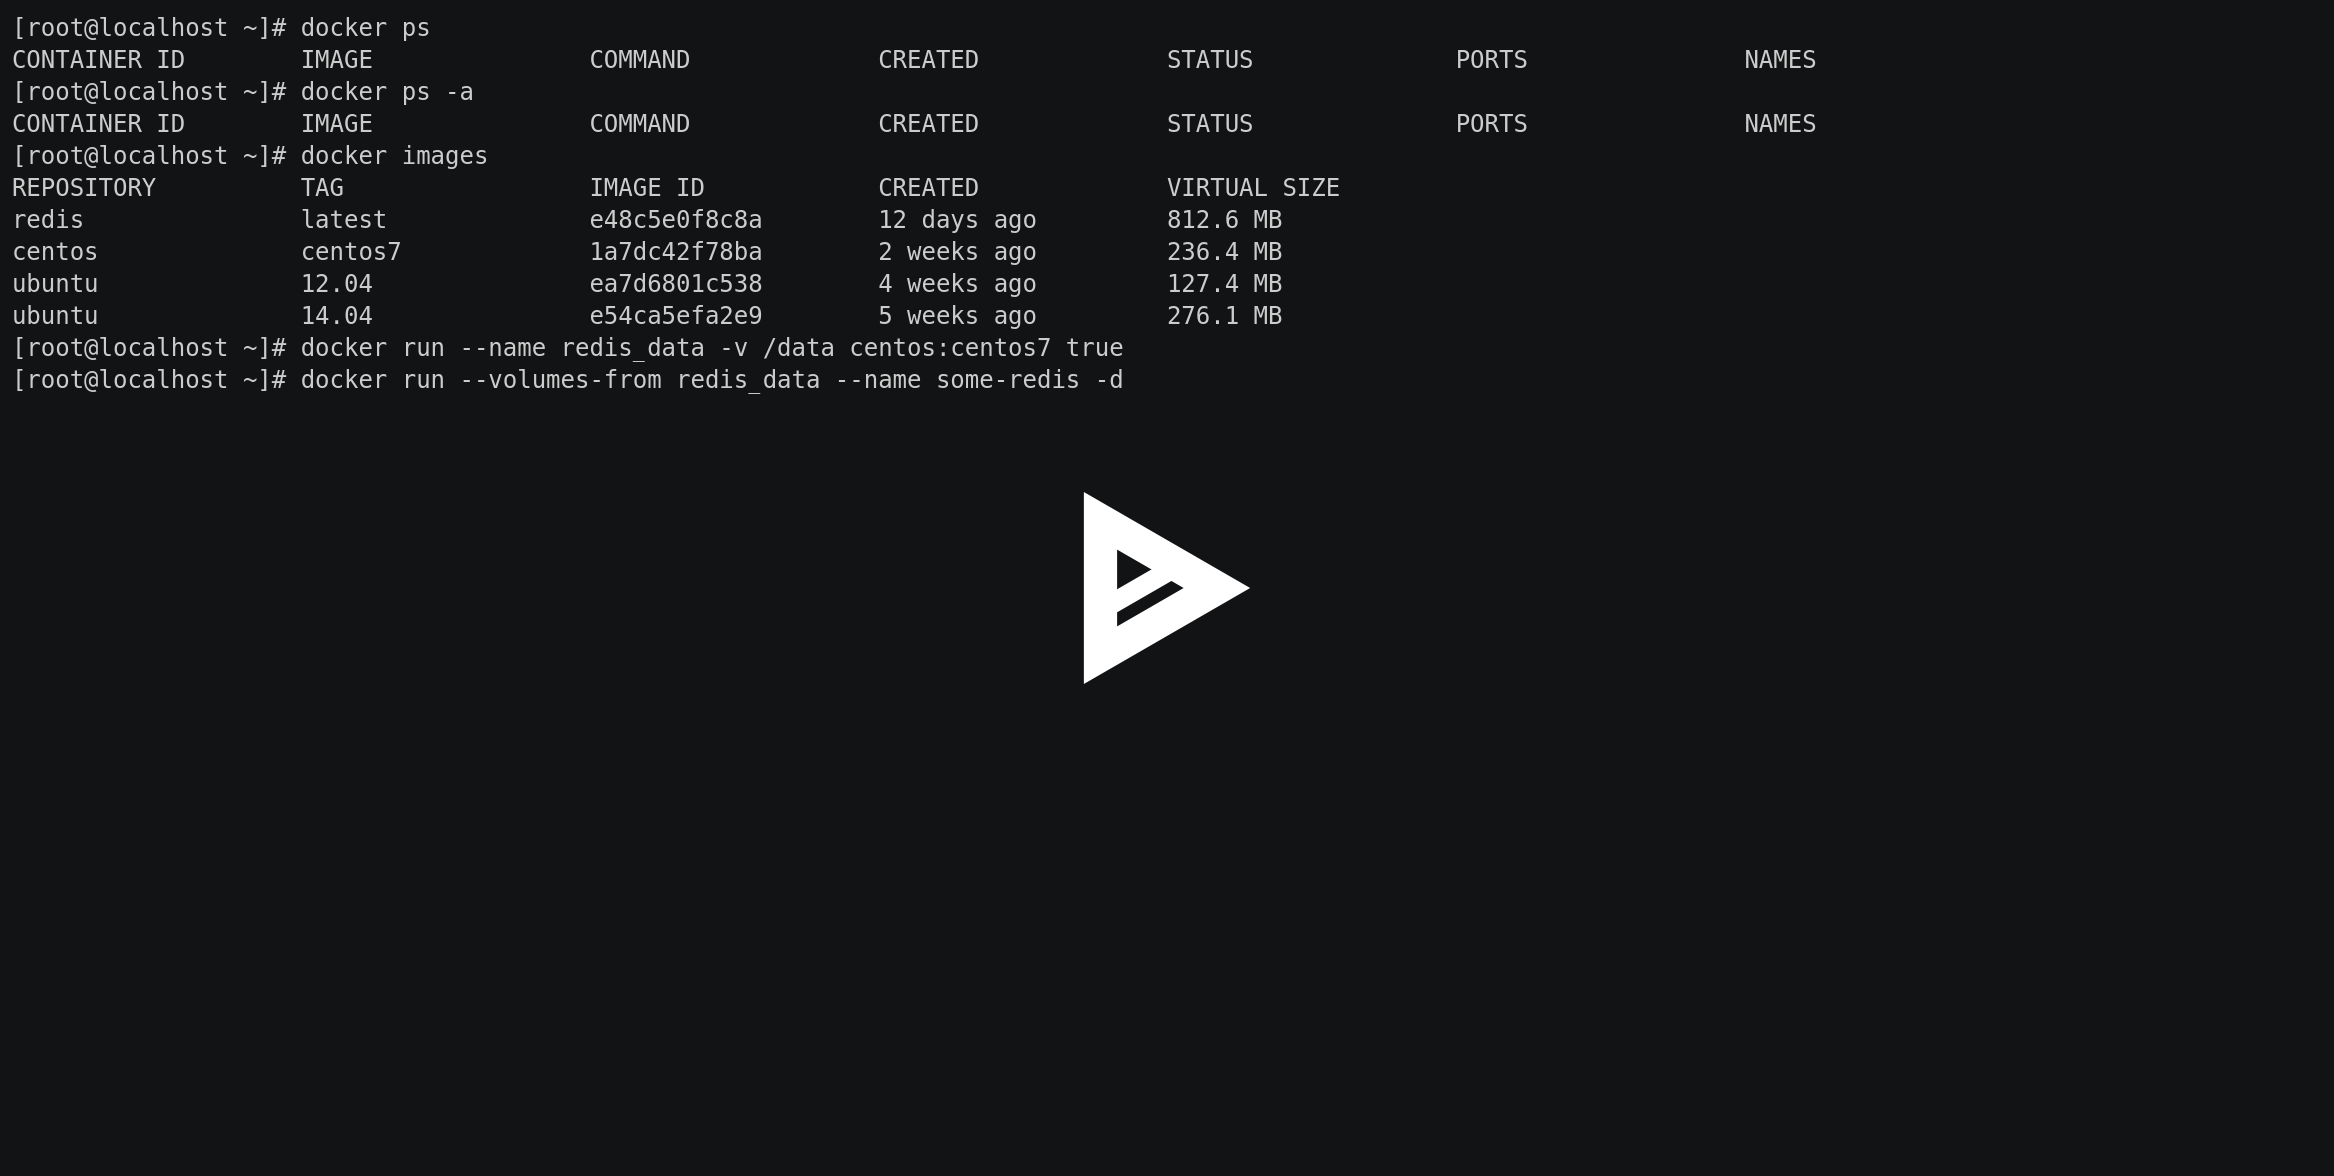 [root@localhost ~]# docker ps
CONTAINER ID        IMAGE               COMMAND             CREATED             STATUS              PORTS               NAMES
[root@localhost ~]# docker ps -a
CONTAINER ID        IMAGE               COMMAND             CREATED             STATUS              PORTS               NAMES
[root@localhost ~]# docker images
REPOSITORY          TAG                 IMAGE ID            CREATED             VIRTUAL SIZE
redis               latest              e48c5e0f8c8a        12 days ago         812.6 MB
centos              centos7             1a7dc42f78ba        2 weeks ago         236.4 MB
ubuntu              12.04               ea7d6801c538        4 weeks ago         127.4 MB
ubuntu              14.04               e54ca5efa2e9        5 weeks ago         276.1 MB
[root@localhost ~]# docker run --name redis_data -v /data centos:centos7 true
[root@localhost ~]# docker run --volumes-from redis_data --name some-redis -d